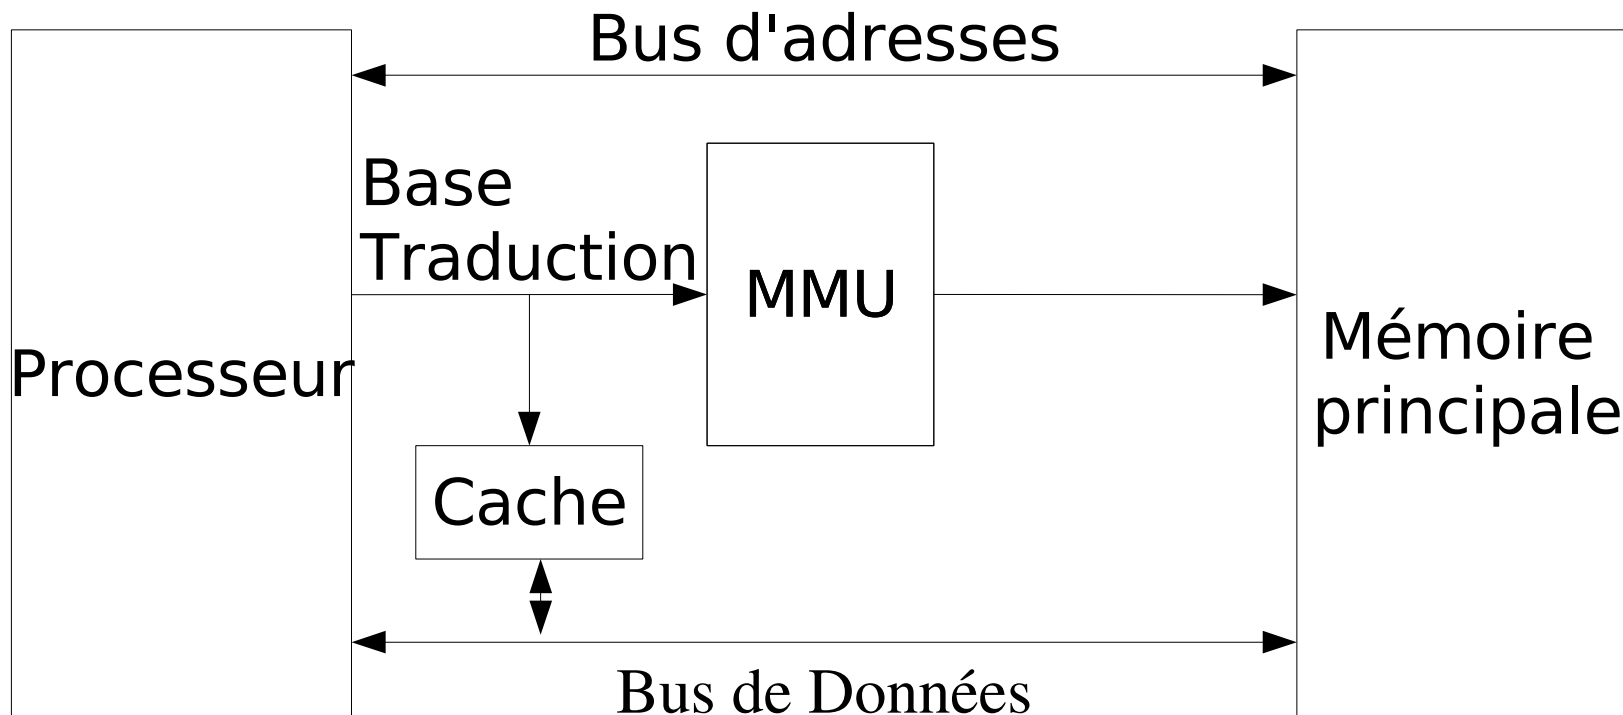 Bus d'adresses
Base
Traduction
MMU
Processeur
Mémoire
principale
Cache
Bus de Données